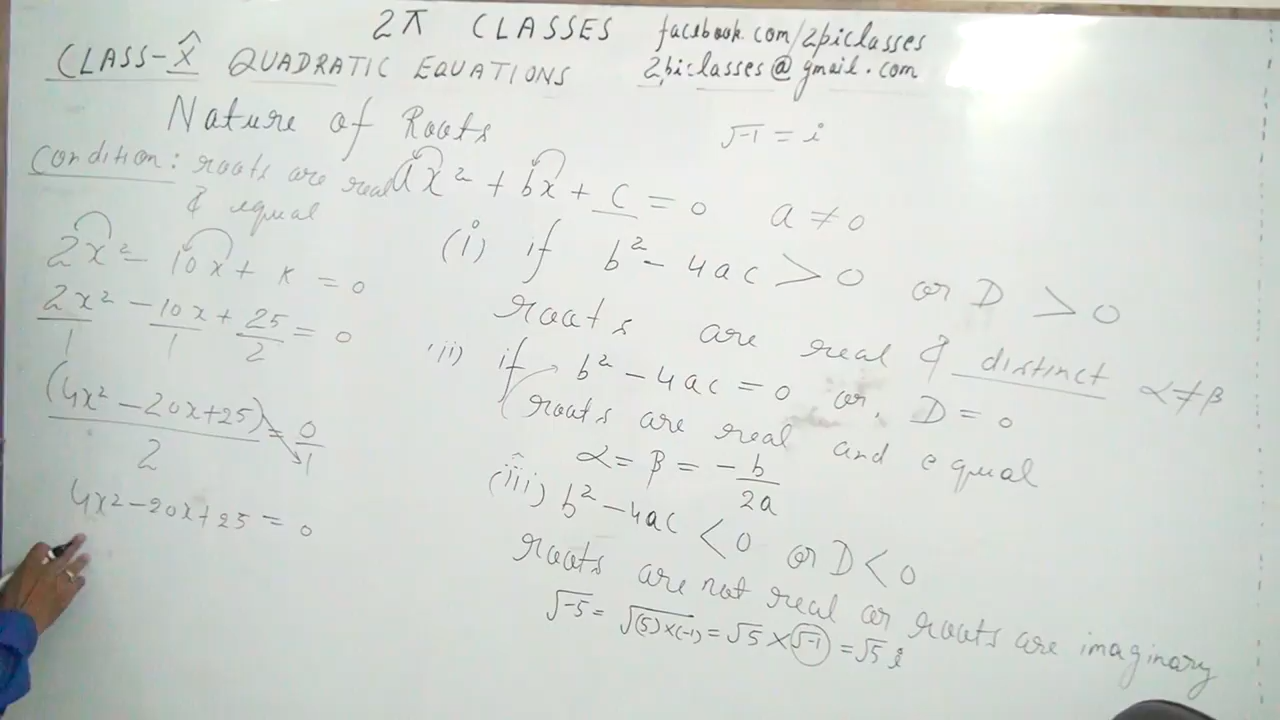 2π CLASSES facebook.com/2piclasses
CLASS-X QUADRATIC EQUATIONS 2piclasses@gmail.com
Nature of Roots √-1 = i
Condition: roots are real & equal
ax² + bx + c = 0 a ≠ 0
2x² - 10x + K = 0
2x²/1 - 10x/1 + 25/2 = 0
(4x² - 20x + 25)/2 = 0/1
4x² - 20x + 25 = 0
(i) if b² - 4ac > 0 or D > 0
roots are real & distinct α ≠ β
(ii) if b² - 4ac = 0 or, D = 0
roots are real and equal
α = β = -b/2a
(iii) b² - 4ac < 0 or D < 0
roots are not real or roots are imaginary
√-5 = √(5)×(-1) = √5 × √-1 = √5 i